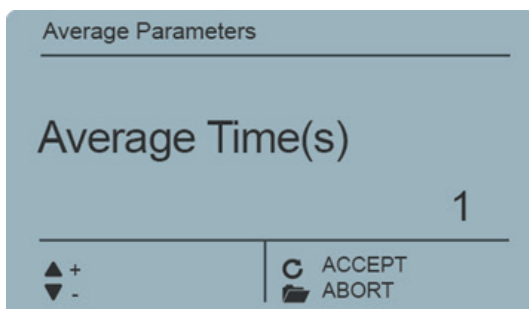 Average Parameters
Average Time(s)
1
+
-
ACCEPT
ABORT